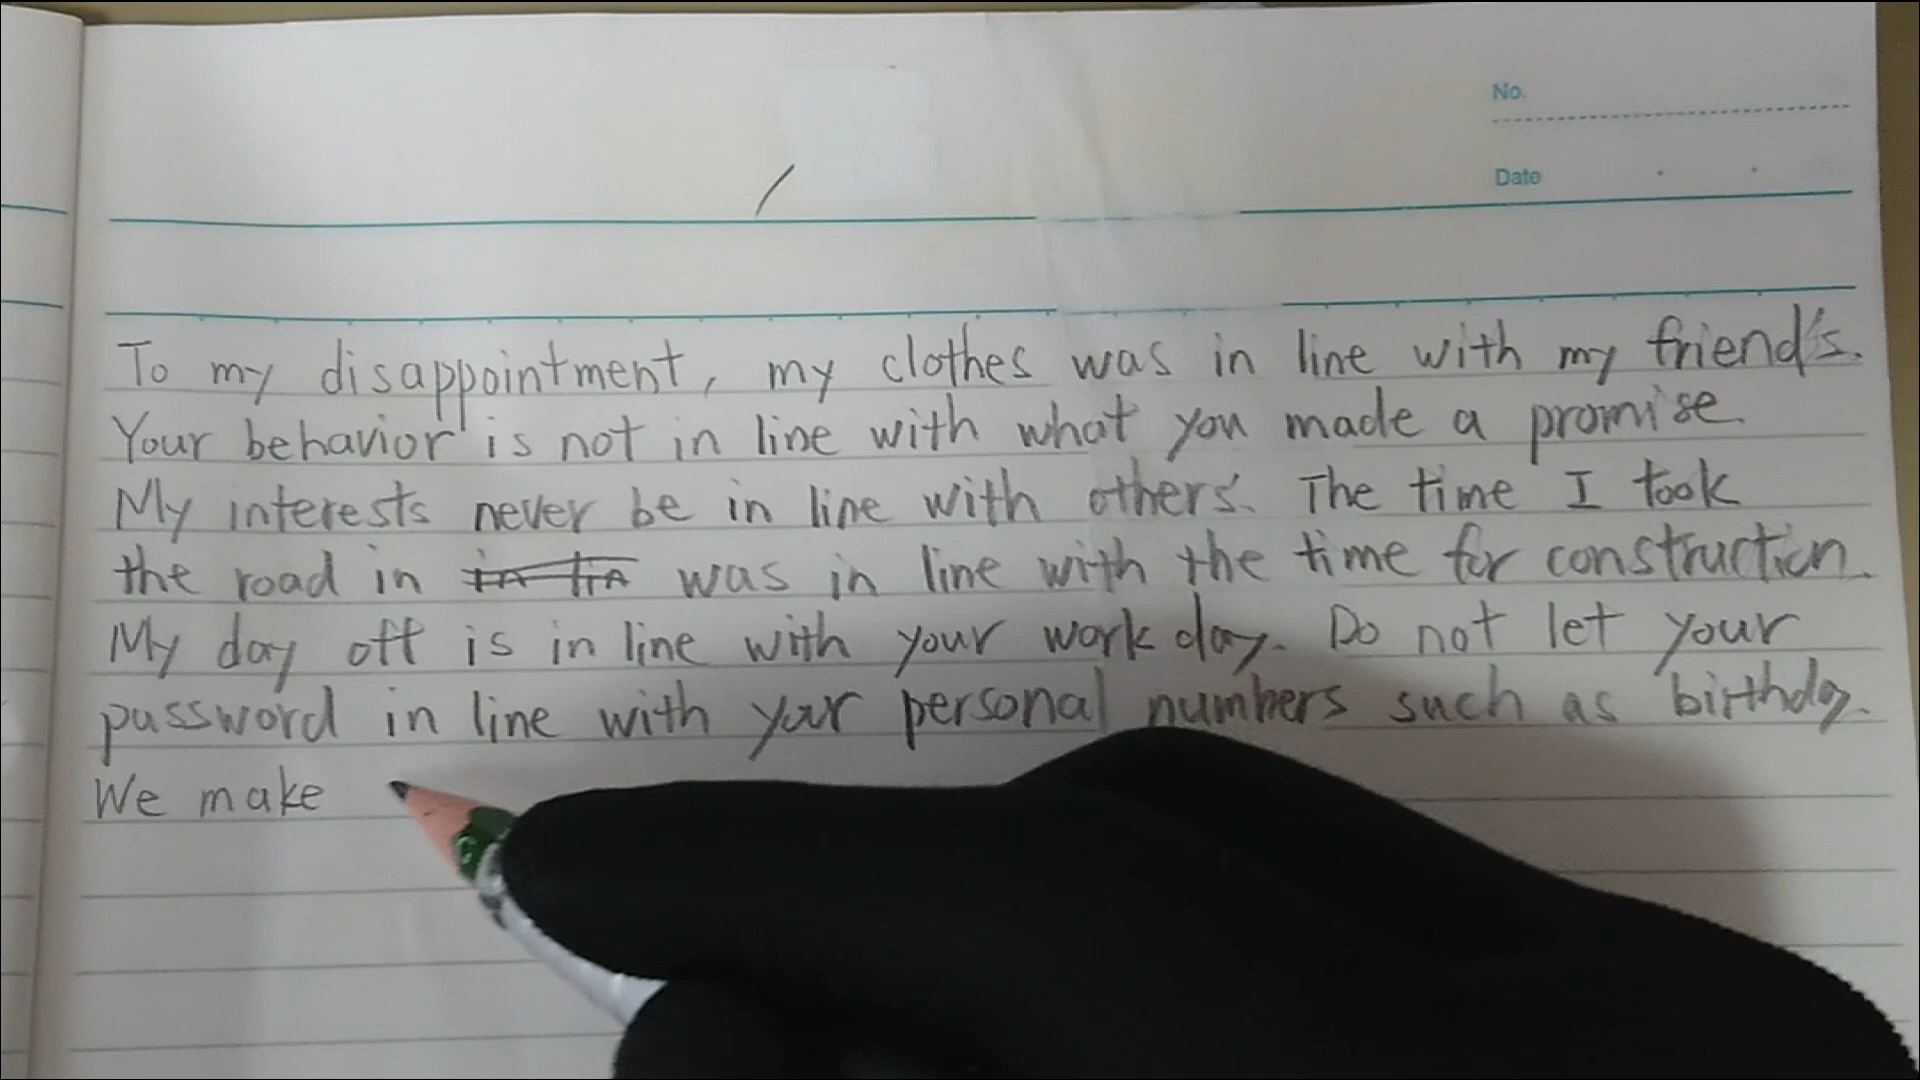 No.
Date
To my disappointment, my clothes was in line with my friend's.
Your behavior is not in line with what you made a promise.
My interests never be in line with others'. The time I took
the road in in lin was in line with the time for construction.
My day off is in line with your work day. Do not let your
password in line with your personal numbers such as birthday.
We make